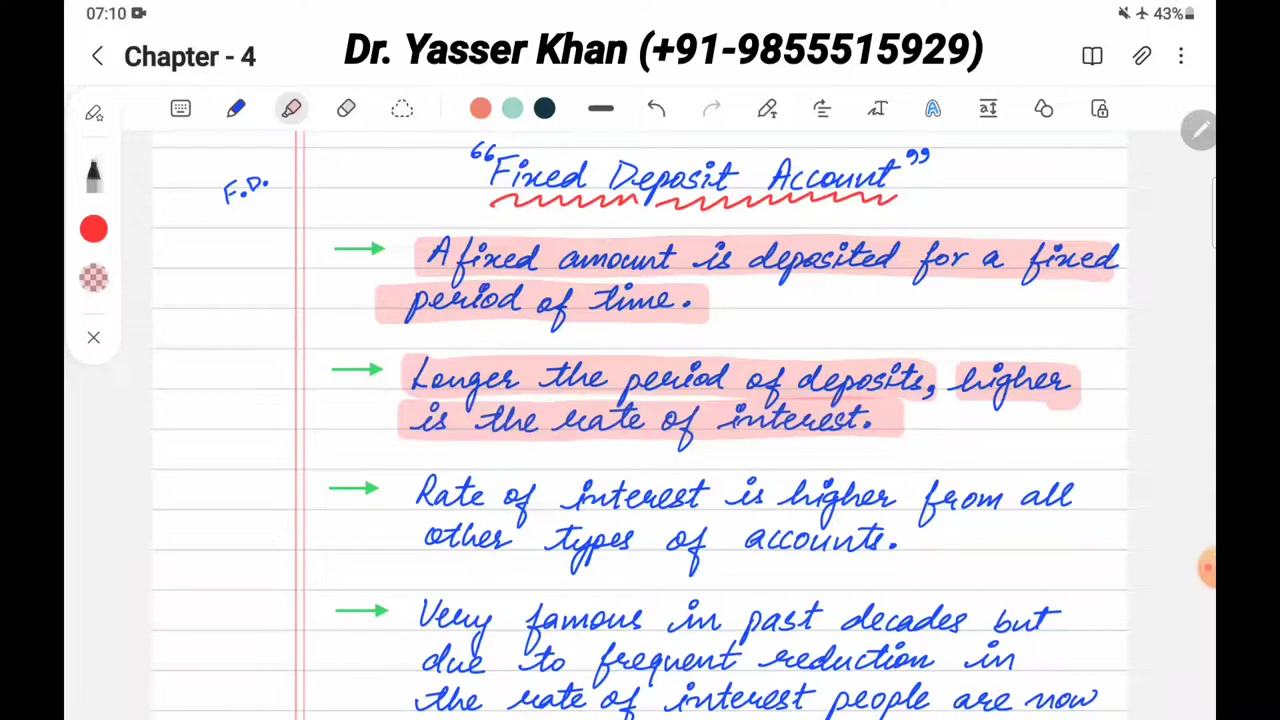 07:10
43%
Chapter - 4
Dr. Yasser Khan (+91-9855515929)
F.D.
"Fixed Deposit Account"
→ A fixed amount is deposited for a fixed
period of time.
→ Longer the period of deposits, higher
is the rate of interest.
→ Rate of interest is higher from all
other types of accounts.
→ Very famous in past decades but
due to frequent reduction in
the rate of interest people are now